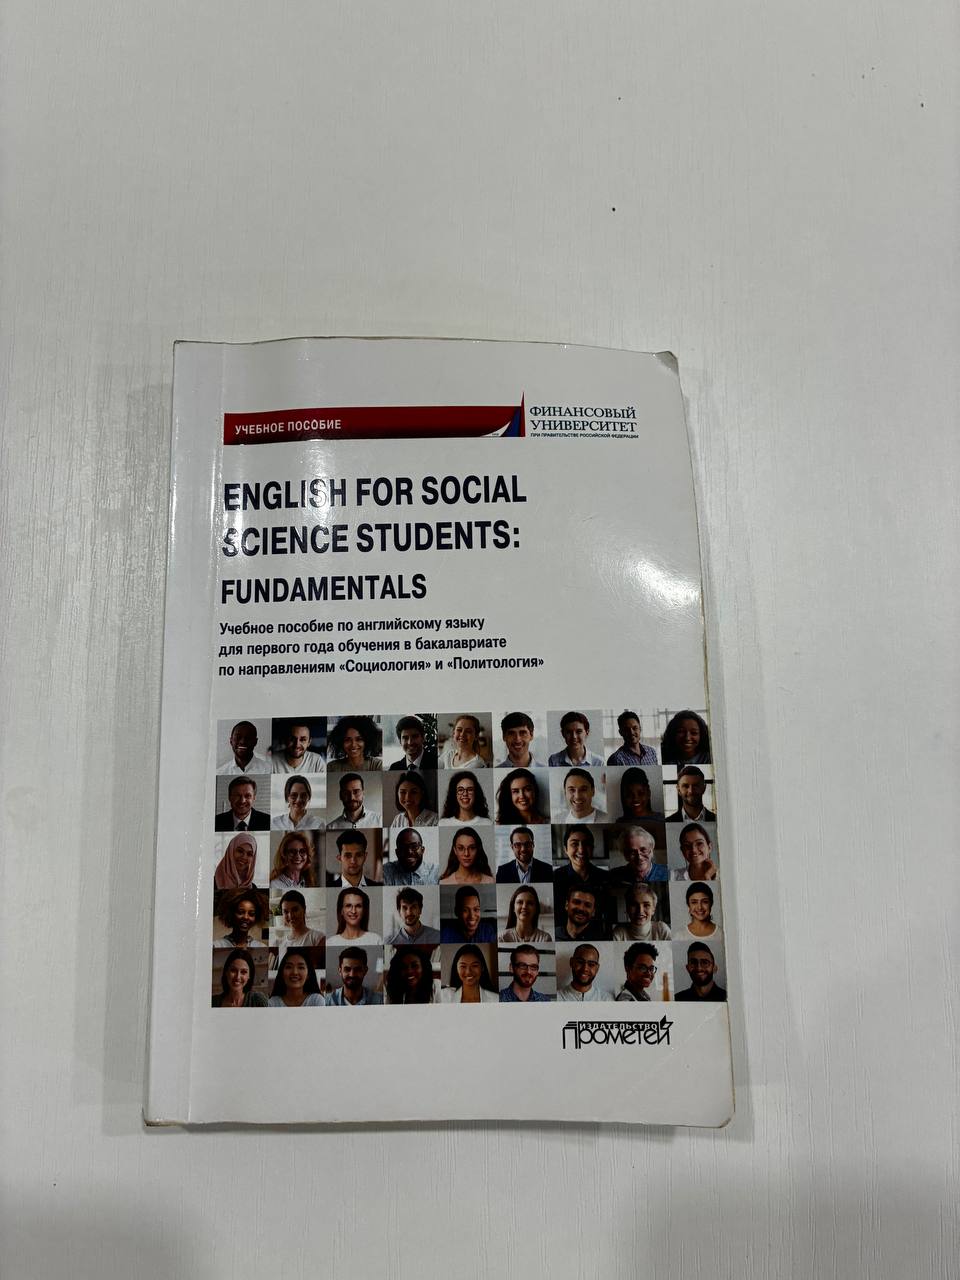 УЧЕБНОЕ ПОСОБИЕ
ФИНАНСОВЫЙ
УНИВЕРСИТЕТ
ПРИ ПРАВИТЕЛЬСТВЕ РОССИЙСКОЙ ФЕДЕРАЦИИ
ENGLISH FOR SOCIAL
SCIENCE STUDENTS:
FUNDAMENTALS
Учебное пособие по английскому языку
для первого года обучения в бакалавриате
по направлениям «Социология» и «Политология»
ИЗДАТЕЛЬСТВО
Прометей